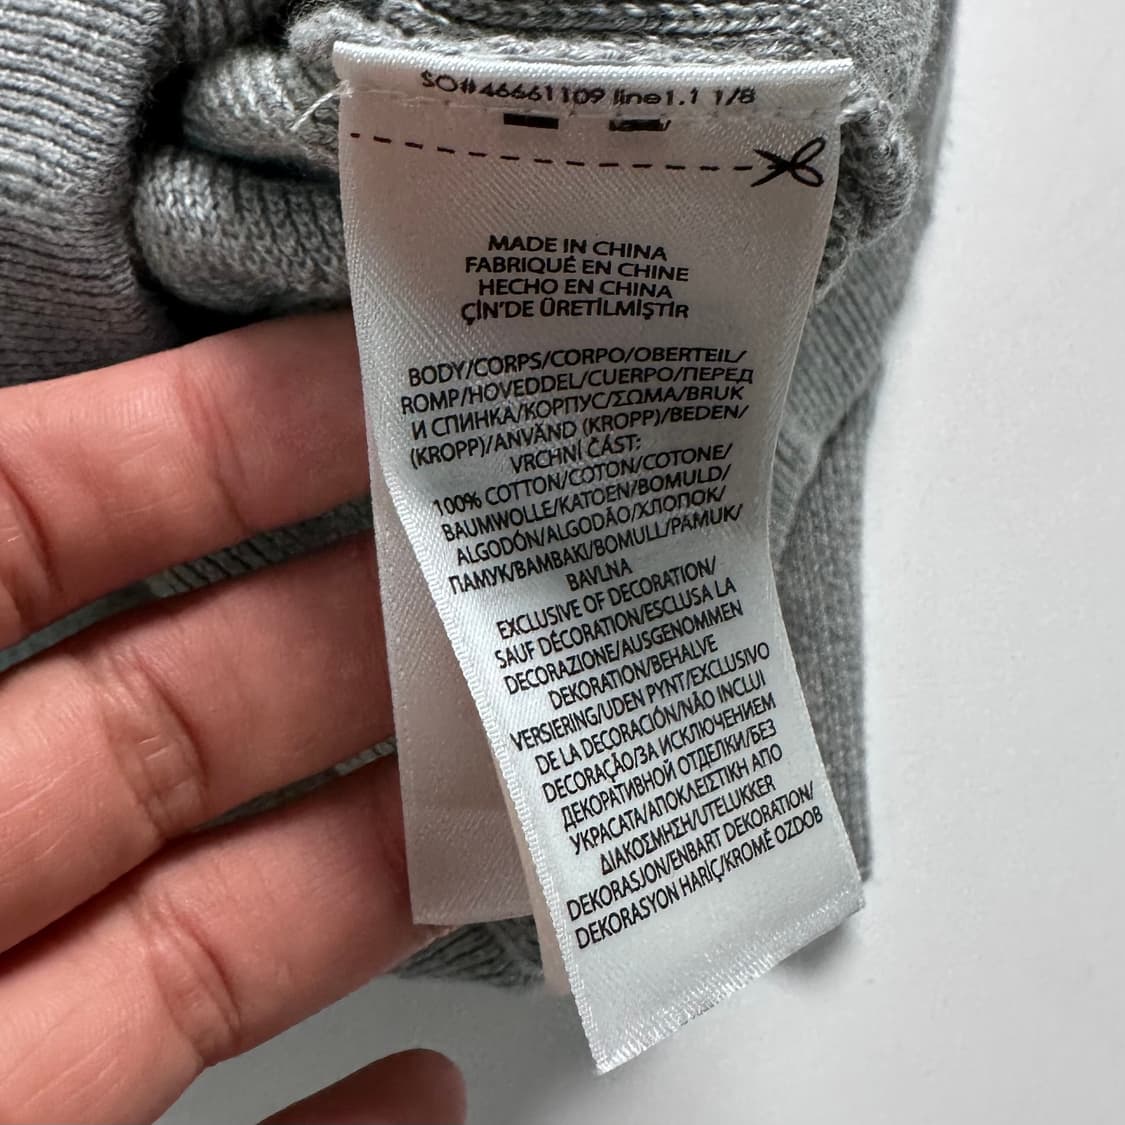 SO# 46661109 line1.1 1/8
MADE IN CHINA
FABRIQUÉ EN CHINE
HECHO EN CHINA
ÇİN'DE ÜRETİLMİŞTİR
BODY/CORPS/CORPO/OBERTEIL/
ROMP/HOVEDDEL/CUERPO/ПЕРЕД
И СПИНКА/КОРПУС/ΣΩΜΑ/BRUK
(KROPP)/ANVÄND (KROPP)/BEDEN/
VRCHNÍ ČÁST:
100% COTTON/COTON/COTONE/
BAUMWOLLE/KATOEN/BOMULD/
ALGODÓN/ALGODÃO/ХЛОПОК/
ПАМУК/ΒΑΜΒΑΚΙ/BOMULL/PAMUK/
BAVLNA
EXCLUSIVE OF DECORATION/
SAUF DÉCORATION/ESCLUSA LA
DECORAZIONE/AUSGENOMMEN
DEKORATION/BEHALVE
VERSIERING/UDEN PYNT/EXCLUSIVO
DE LA DECORACIÓN/NÃO INCLUI
DECORAÇÃO/ЗА ИСКЛЮЧЕНИЕМ
ДЕКОРАТИВНОЙ ОТДЕЛКИ/БЕЗ
УКРАСАТА/ΑΠΟΚΛΕΙΣΤΙΚΗ ΑΠΟ
ΔΙΑΚΟΣΜΗΣΗ/UTELUKKER
DEKORASJON/ENBART DEKORATION/
DEKORASYON HARİÇ/KROMĚ OZDOB